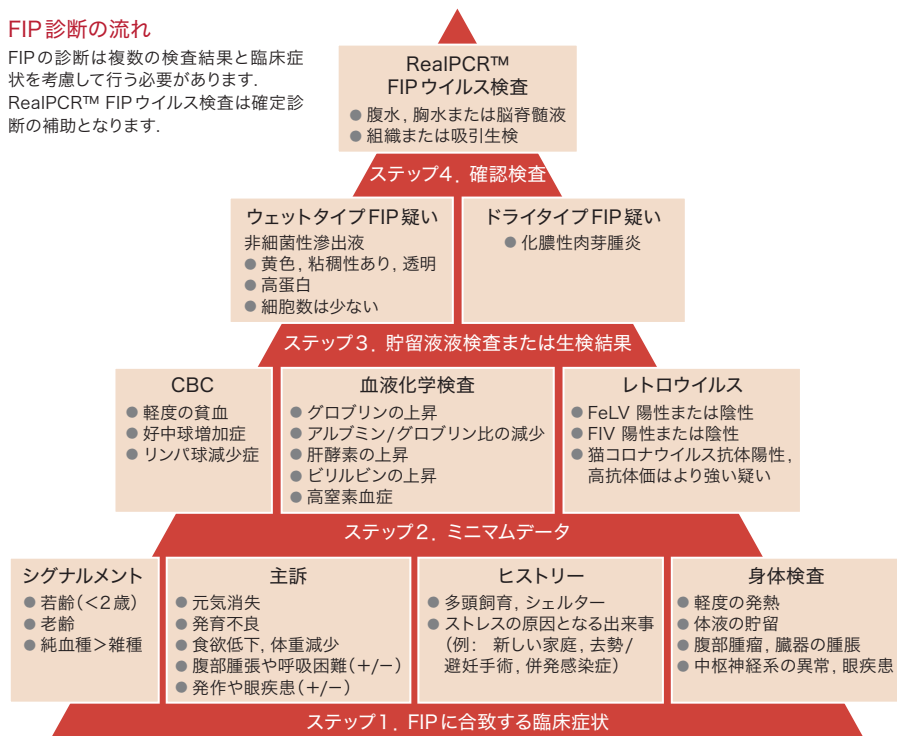 FIP診断の流れ
FIPの診断は複数の検査結果と臨床症
状を考慮して行う必要があります.
RealPCR™ FIPウイルス検査は確定診
断の補助となります.
RealPCR™
FIPウイルス検査
● 腹水, 胸水または脳脊髄液
● 組織または吸引生検
ステップ4. 確認検査
ウェットタイプFIP疑い
非細菌性滲出液
● 黄色, 粘稠性あり, 透明
● 高蛋白
● 細胞数は少ない
ドライタイプFIP疑い
● 化膿性肉芽腫炎
ステップ3. 貯留液液検査または生検結果
CBC
● 軽度の貧血
● 好中球増加症
● リンパ球減少症
血液化学検査
● グロブリンの上昇
● アルブミン/グロブリン比の減少
● 肝酵素の上昇
● ビリルビンの上昇
● 高窒素血症
レトロウイルス
● FeLV 陽性または陰性
● FIV 陽性または陰性
● 猫コロナウイルス抗体陽性,
高抗体価はより強い疑い
ステップ2. ミニマムデータ
シグナルメント
● 若齢(<2歳)
● 老齢
● 純血種>雑種
主訴
● 元気消失
● 発育不良
● 食欲低下, 体重減少
● 腹部腫張や呼吸困難(+/−)
● 発作や眼疾患(+/−)
ヒストリー
● 多頭飼育, シェルター
● ストレスの原因となる出来事
(例: 新しい家庭, 去勢/
避妊手術, 併発感染症)
身体検査
● 軽度の発熱
● 体液の貯留
● 腹部腫瘤, 臓器の腫脹
● 中枢神経系の異常, 眼疾患
ステップ1. FIPに合致する臨床症状